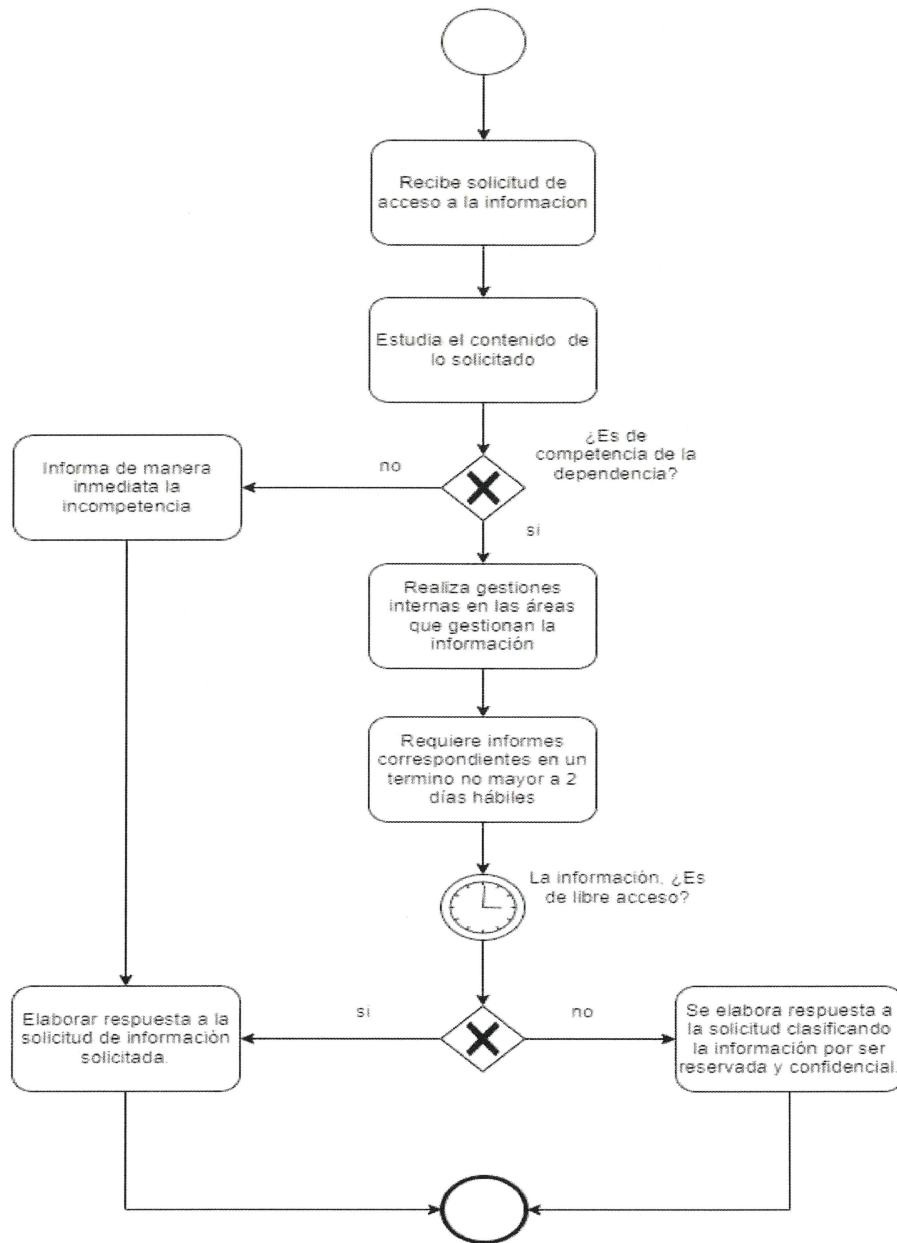 Recibe solicitud de
acceso a la informacion
Estudia el contenido de
lo solicitado
¿Es de
competencia de la
dependencia?
no
Informa de manera
inmediata la
incompetencia
si
Realiza gestiones
internas en las áreas
que gestionan la
información
Requiere informes
correspondientes en un
termino no mayor a 2
días hábiles
La información, ¿Es
de libre acceso?
si
no
Elaborar respuesta a la
solicitud de información
solicitada.
Se elabora respuesta a
la solicitud clasificando
la información por ser
reservada y confidencial.